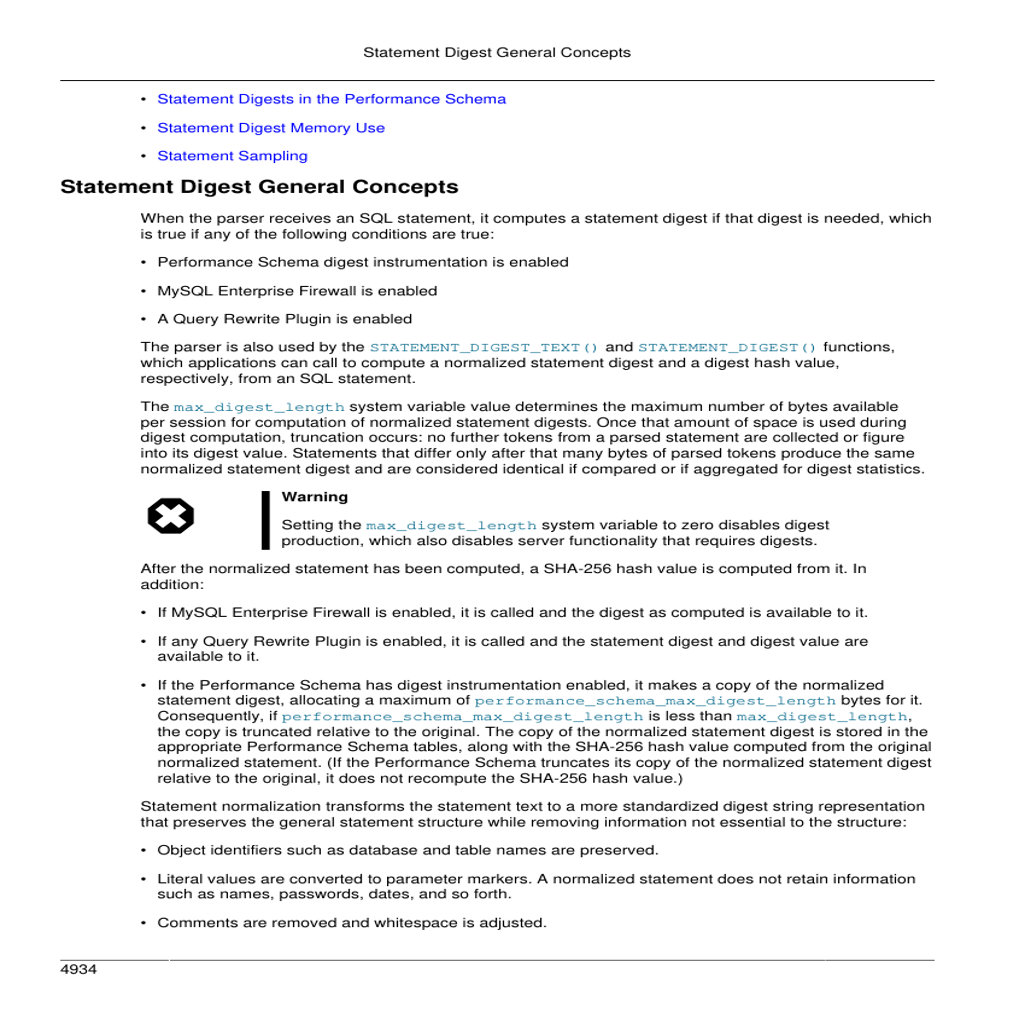 Statement Digest General Concepts
• Statement Digests in the Performance Schema
• Statement Digest Memory Use
• Statement Sampling
Statement Digest General Concepts
When the parser receives an SQL statement, it computes a statement digest if that digest is needed, which
is true if any of the following conditions are true:
• Performance Schema digest instrumentation is enabled
• MySQL Enterprise Firewall is enabled
• A Query Rewrite Plugin is enabled
The parser is also used by the STATEMENT_DIGEST_TEXT() and STATEMENT_DIGEST() functions,
which applications can call to compute a normalized statement digest and a digest hash value,
respectively, from an SQL statement.
The max_digest_length system variable value determines the maximum number of bytes available
per session for computation of normalized statement digests. Once that amount of space is used during
digest computation, truncation occurs: no further tokens from a parsed statement are collected or figure
into its digest value. Statements that differ only after that many bytes of parsed tokens produce the same
normalized statement digest and are considered identical if compared or if aggregated for digest statistics.
Warning
Setting the max_digest_length system variable to zero disables digest
production, which also disables server functionality that requires digests.
After the normalized statement has been computed, a SHA-256 hash value is computed from it. In
addition:
• If MySQL Enterprise Firewall is enabled, it is called and the digest as computed is available to it.
• If any Query Rewrite Plugin is enabled, it is called and the statement digest and digest value are
available to it.
• If the Performance Schema has digest instrumentation enabled, it makes a copy of the normalized
statement digest, allocating a maximum of performance_schema_max_digest_length bytes for it.
Consequently, if performance_schema_max_digest_length is less than max_digest_length,
the copy is truncated relative to the original. The copy of the normalized statement digest is stored in the
appropriate Performance Schema tables, along with the SHA-256 hash value computed from the original
normalized statement. (If the Performance Schema truncates its copy of the normalized statement digest
relative to the original, it does not recompute the SHA-256 hash value.)
Statement normalization transforms the statement text to a more standardized digest string representation
that preserves the general statement structure while removing information not essential to the structure:
• Object identifiers such as database and table names are preserved.
• Literal values are converted to parameter markers. A normalized statement does not retain information
such as names, passwords, dates, and so forth.
• Comments are removed and whitespace is adjusted.
4934